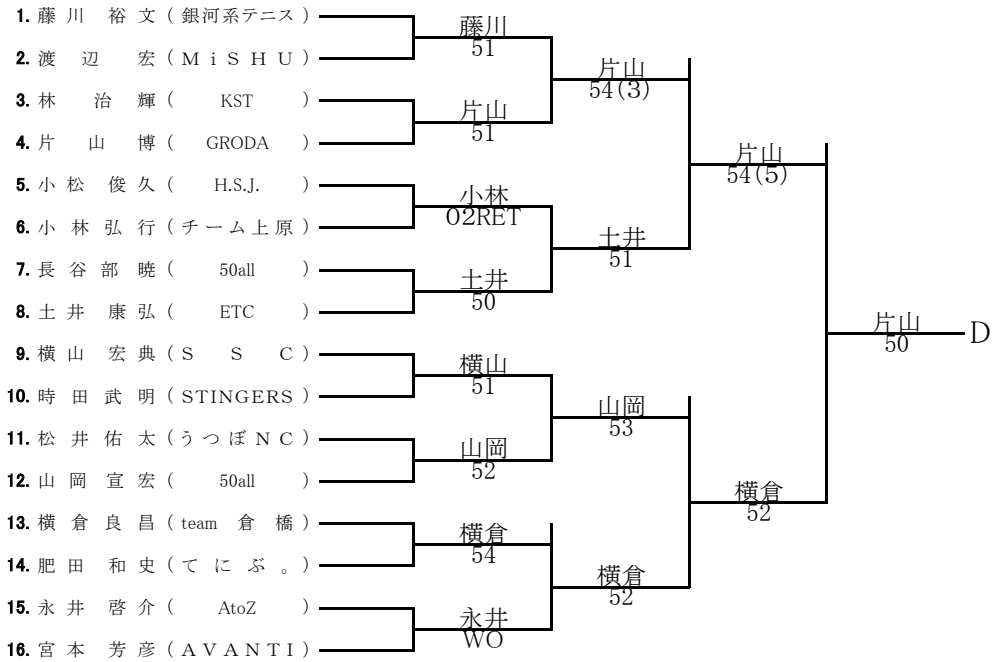 1. 藤川 裕文 (銀河系テニス)
2. 渡辺 宏 (MiSHU)
3. 林 治輝 (KST)
4. 片山 博 (GRODA)
5. 小松 俊久 (H.S.J.)
6. 小林 弘行 (チーム上原)
7. 長谷部 暁 (50all)
8. 土井 康弘 (ETC)
9. 横山 宏典 (SSC)
10. 時田 武明 (STINGERS)
11. 松井 佑太 (うつぼNC)
12. 山岡 宣宏 (50all)
13. 横倉 良昌 (team 倉橋)
14. 肥田 和史 (てにぶ。)
15. 永井 啓介 (AtoZ)
16. 宮本 芳彦 (AVANTI)
藤川
51
片山
51
小林
02RET
土井
50
横山
51
山岡
52
横倉
54
永井
WO
片山
54(3)
土井
51
山岡
53
横倉
52
片山
54(5)
横倉
52
片山
50
D